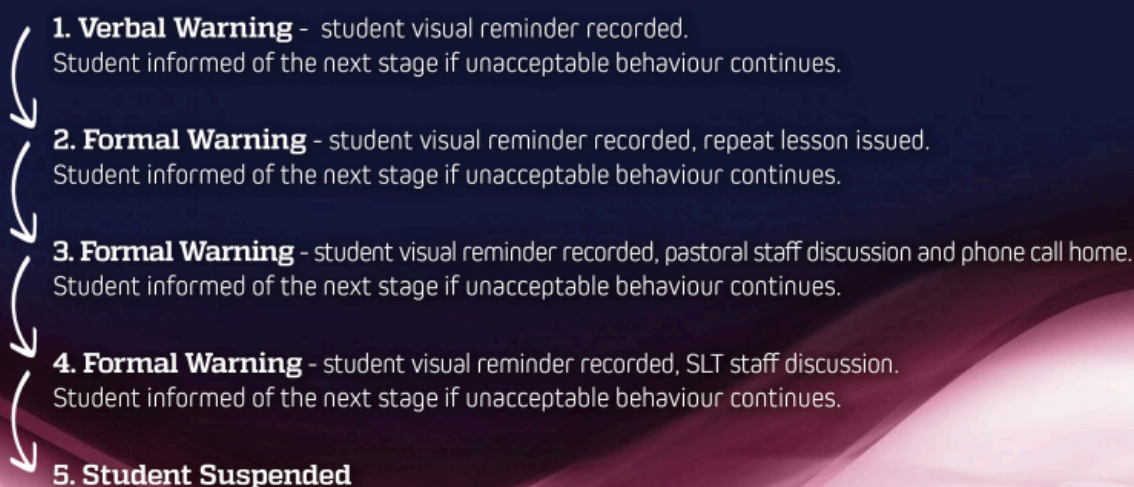 1. Verbal Warning - student visual reminder recorded.
Student informed of the next stage if unacceptable behaviour continues.
2. Formal Warning - student visual reminder recorded, repeat lesson issued.
Student informed of the next stage if unacceptable behaviour continues.
3. Formal Warning - student visual reminder recorded, pastoral staff discussion and phone call home.
Student informed of the next stage if unacceptable behaviour continues.
4. Formal Warning - student visual reminder recorded, SLT staff discussion.
Student informed of the next stage if unacceptable behaviour continues.
5. Student Suspended